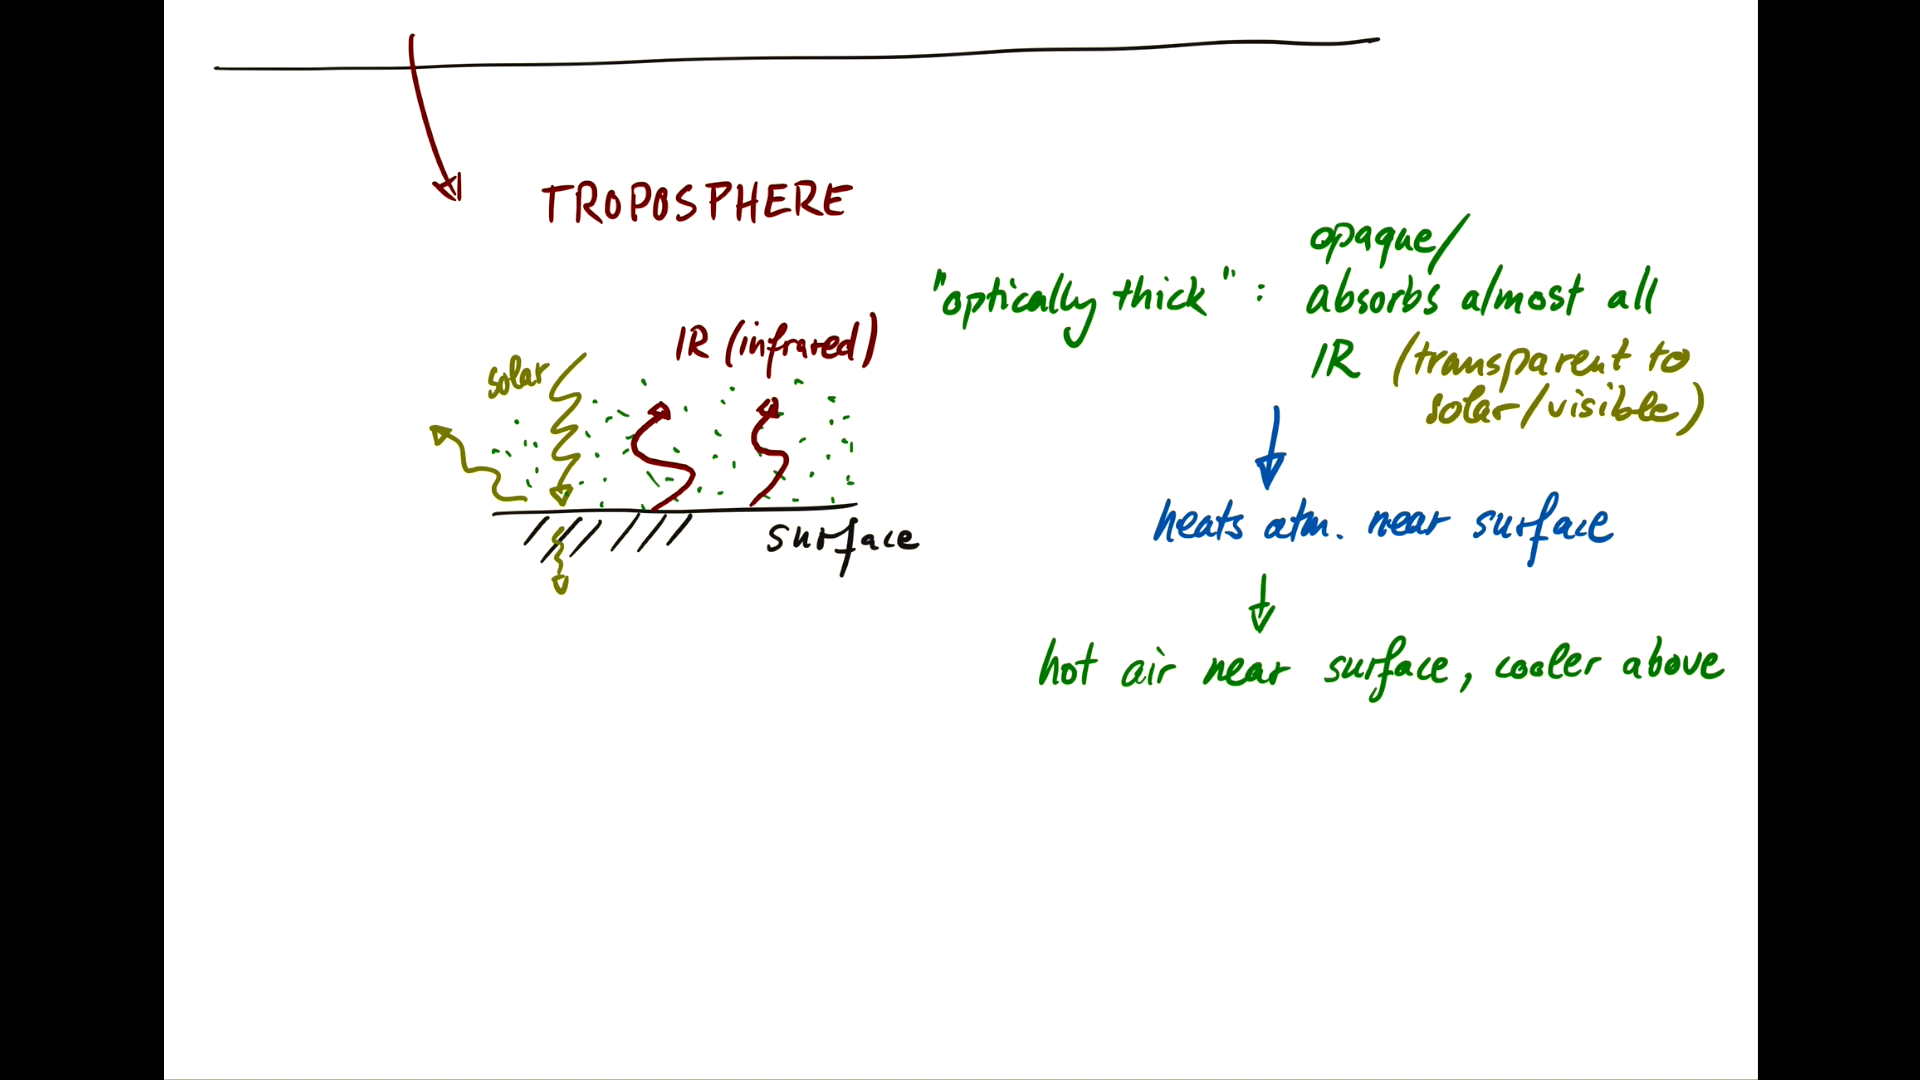 TROPOSPHERE
opaque/
"optically thick" : absorbs almost all
IR (transparent to
solar/visible)
IR (infrared)
solar
surface
heats atm. near surface
hot air near surface, cooler above